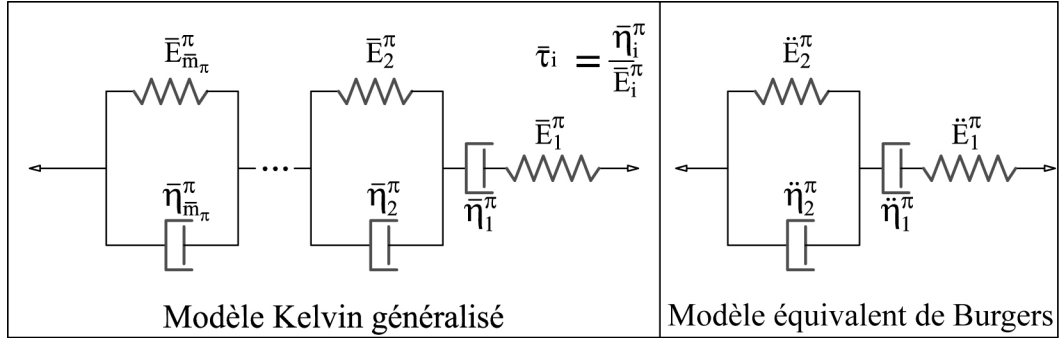 Ē^π_m̄π
Ē^π_2
τ̄i = η̄^π_i / Ē^π_i
Ē^π_1
...
η̄^π_m̄π
η̄^π_2
η̄^π_1
Modèle Kelvin généralisé
Ë^π_2
Ë^π_1
η̈^π_2
η̈^π_1
Modèle équivalent de Burgers